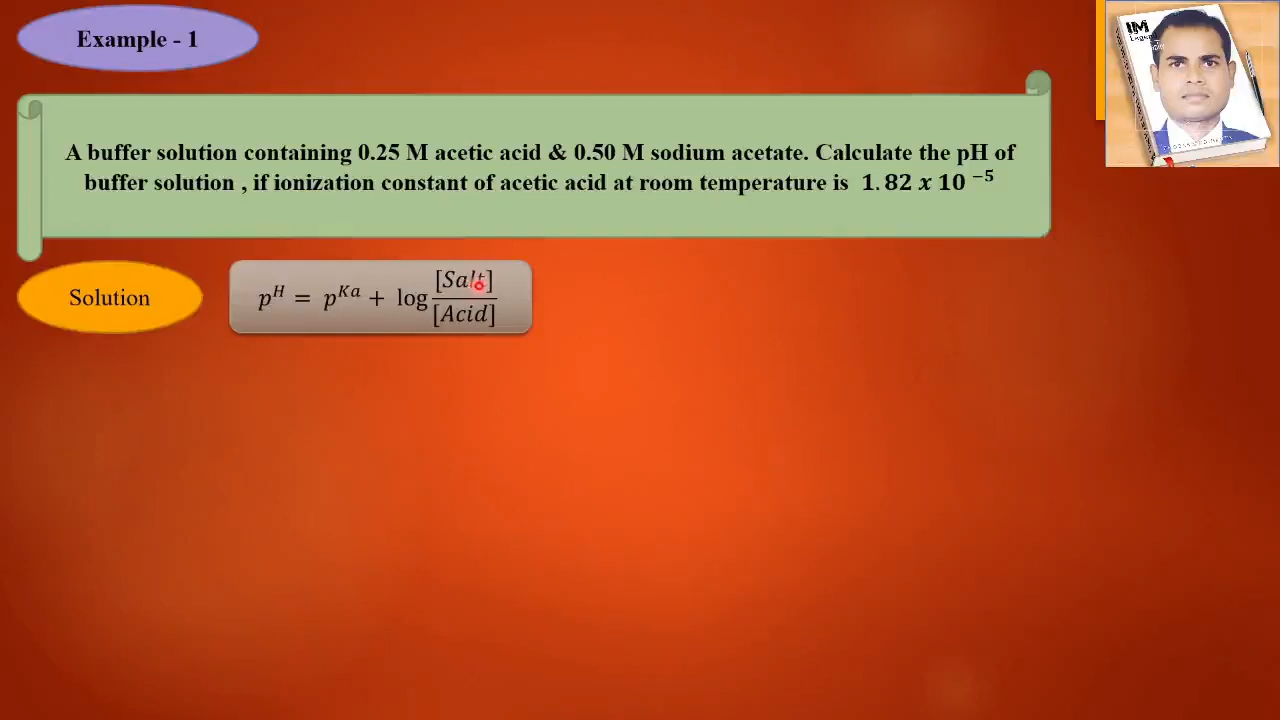 Example - 1
A buffer solution containing 0.25 M acetic acid & 0.50 M sodium acetate. Calculate the pH of
buffer solution , if ionization constant of acetic acid at room temperature is 1.82 x 10 ⁻⁵
Solution
p^H = p^Ka + log [Salt] / [Acid]